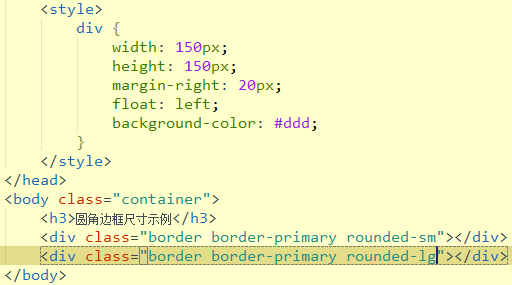 <style>
div {
width: 150px;
height: 150px;
margin-right: 20px;
float: left;
background-color: #ddd;
}
</style>
</head>
<body class="container">
<h3>圆角边框尺寸示例</h3>
<div class="border border-primary rounded-sm"></div>
<div class="border border-primary rounded-lg"></div>
</body>